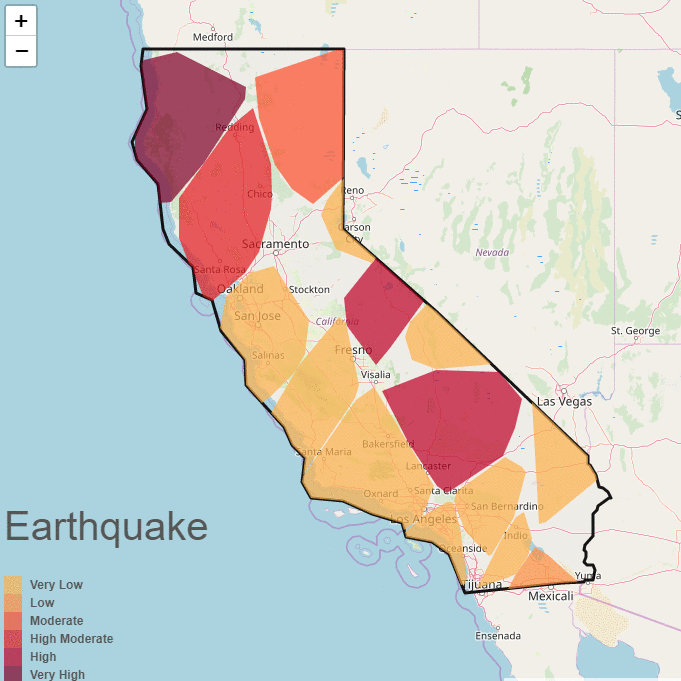 +
Medford
−
Redding
Reno
Chico
Carson
City
Sacramento
Nevada
Santa Rosa
Oakland
Stockton
San Jose
California
St. George
Fresno
Salinas
Visalia
Las Vegas
Bakersfield
Santa Maria
Lancaster
Oxnard
Santa Clarita
San Bernardino
Los Angeles
Earthquake
Indio
Oceanside
Very Low
Tijuana
Yuma
Low
Mexicali
Moderate
High Moderate
Ensenada
High
Very High